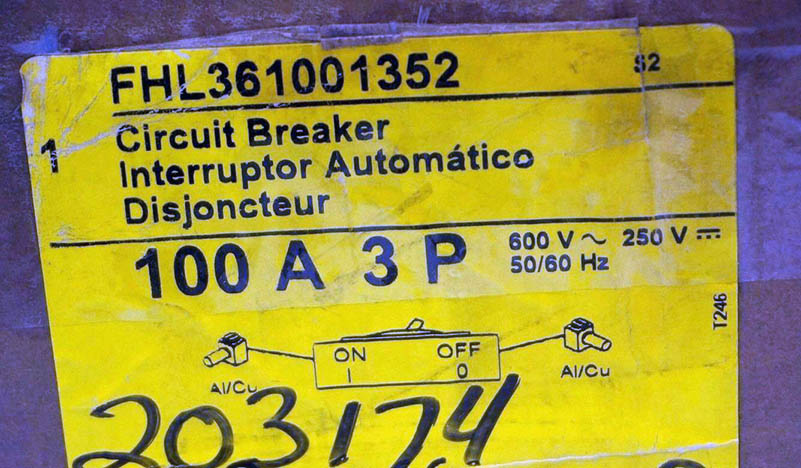 FHL361001352 S2
1
Circuit Breaker
Interruptor Automático
Disjoncteur
100 A 3 P 600 V ~ 250 V ⎓
50/60 Hz
T246
ON OFF
I 0
Al/Cu Al/Cu
203174